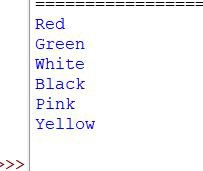 ==================
Red
Green
White
Black
Pink
Yellow
>>>